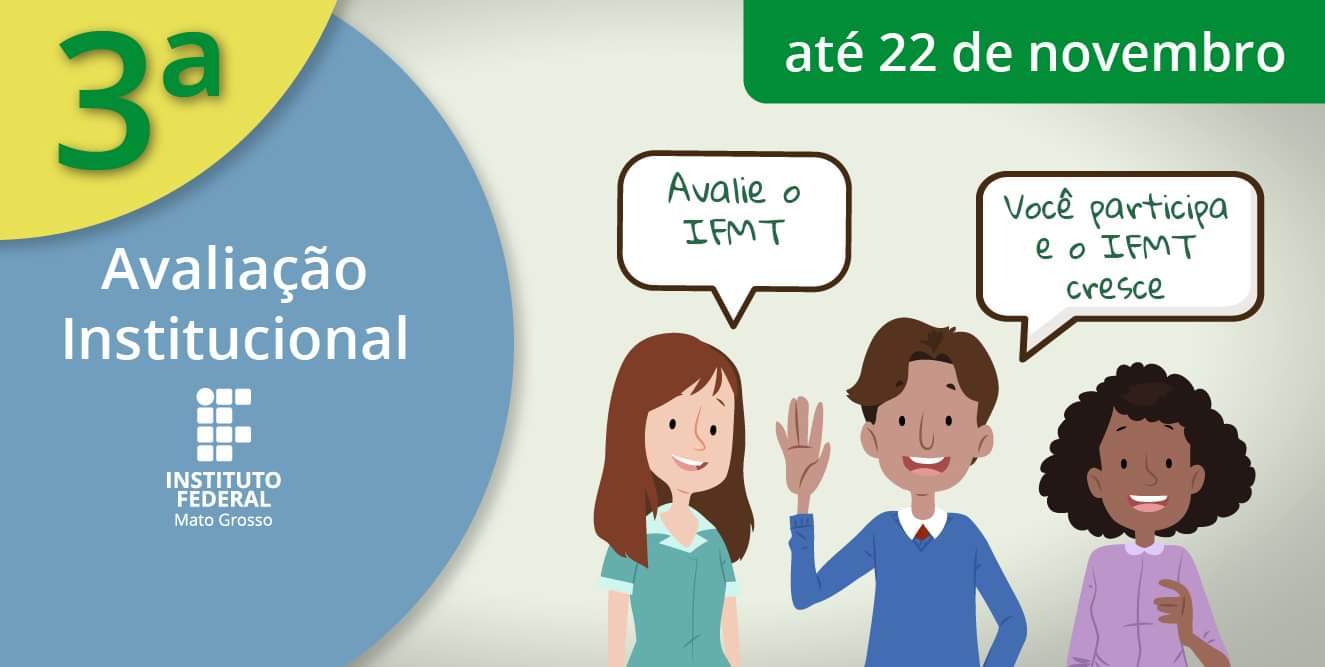 3ª
Avaliação
Institucional
INSTITUTO
FEDERAL
Mato Grosso
até 22 de novembro
Avalie o
IFMT
Você participa
e o IFMT
cresce